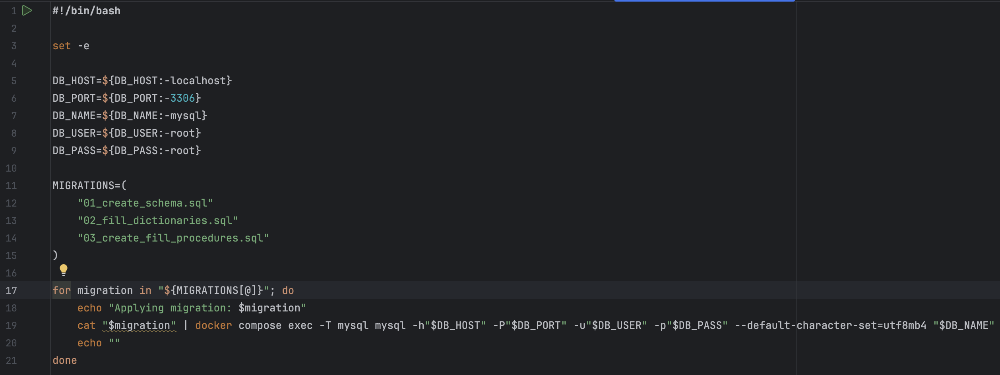 1 #!/bin/bash
2
3 set -e
4
5 DB_HOST=${DB_HOST:-localhost}
6 DB_PORT=${DB_PORT:-3306}
7 DB_NAME=${DB_NAME:-mysql}
8 DB_USER=${DB_USER:-root}
9 DB_PASS=${DB_PASS:-root}
10
11 MIGRATIONS=(
12     "01_create_schema.sql"
13     "02_fill_dictionaries.sql"
14     "03_create_fill_procedures.sql"
15 )
16
17 for migration in "${MIGRATIONS[@]}"; do
18     echo "Applying migration: $migration"
19     cat "$migration" | docker compose exec -T mysql mysql -h"$DB_HOST" -P"$DB_PORT" -u"$DB_USER" -p"$DB_PASS" --default-character-set=utf8mb4 "$DB_NAME"
20     echo ""
21 done